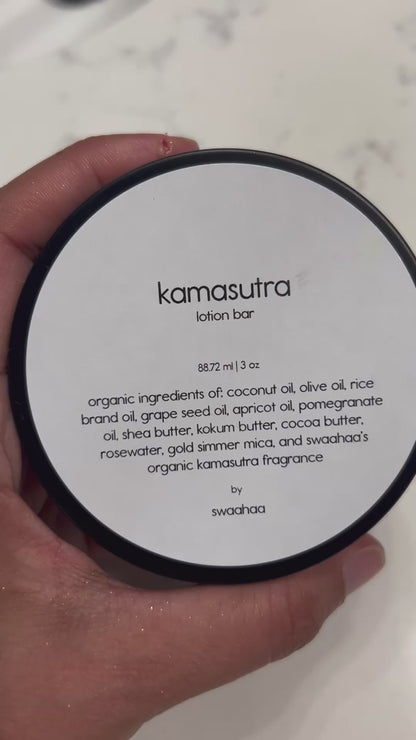 kamasutra
lotion bar
88.72 ml | 3 oz
organic ingredients of: coconut oil, olive oil, rice
brand oil, grape seed oil, apricot oil, pomegranate
oil, shea butter, kokum butter, cocoa butter,
rosewater, gold simmer mica, and swaahaa's
organic kamasutra fragrance
by
swaahaa